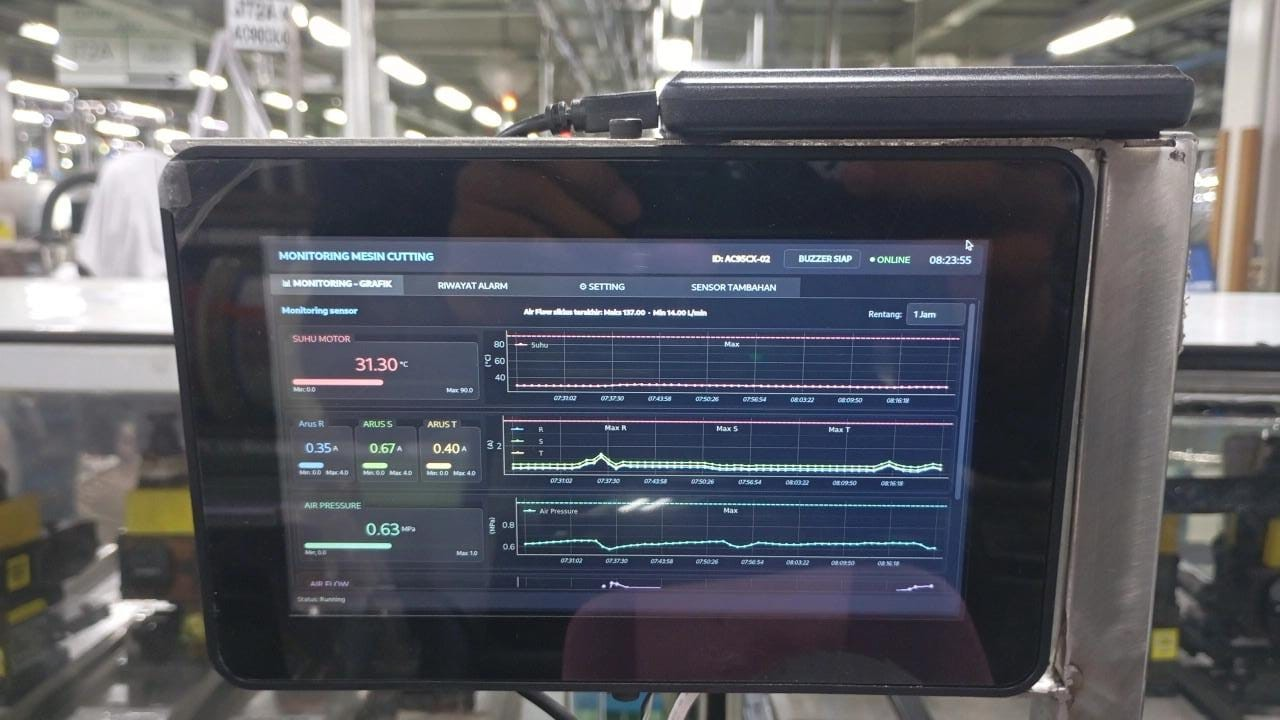 J72A
AC90GX-0
MONITORING MESIN CUTTING
ID: AC95CX-02
BUZZER SIAP
ONLINE
08:23:55
MONITORING - GRAFIK
RIWAYAT ALARM
SETTING
SENSOR TAMBAHAN
Monitoring sensor
Air Flow siklus terakhir: Maks 137.00 - Min 14.00 L/min
Rentang:
1 Jam
SUHU MOTOR
31.30 °C
Min: 0.0
Max: 90.0
(°C)
80
60
40
Suhu
Max
07:31:02 07:37:30 07:43:58 07:50:26 07:56:54 08:03:22 08:09:50 08:16:18
Arus R
0.35 A
Min: 0.0 Max: 4.0
ARUS S
0.67 A
Min: 0.0 Max: 4.0
ARUS T
0.40 A
Min: 0.0 Max: 4.0
(A)
2
R
S
T
Max R
Max S
Max T
07:31:02 07:37:30 07:43:58 07:50:26 07:56:54 08:03:22 08:09:50 08:16:18
AIR PRESSURE
0.63 MPa
Min: 0.0
Max: 1.0
(MPa)
0.8
0.6
Air Pressure
Max
07:31:02 07:37:30 07:43:58 07:50:26 07:56:54 08:03:22 08:09:50 08:16:18
AIR FLOW
Status: Running